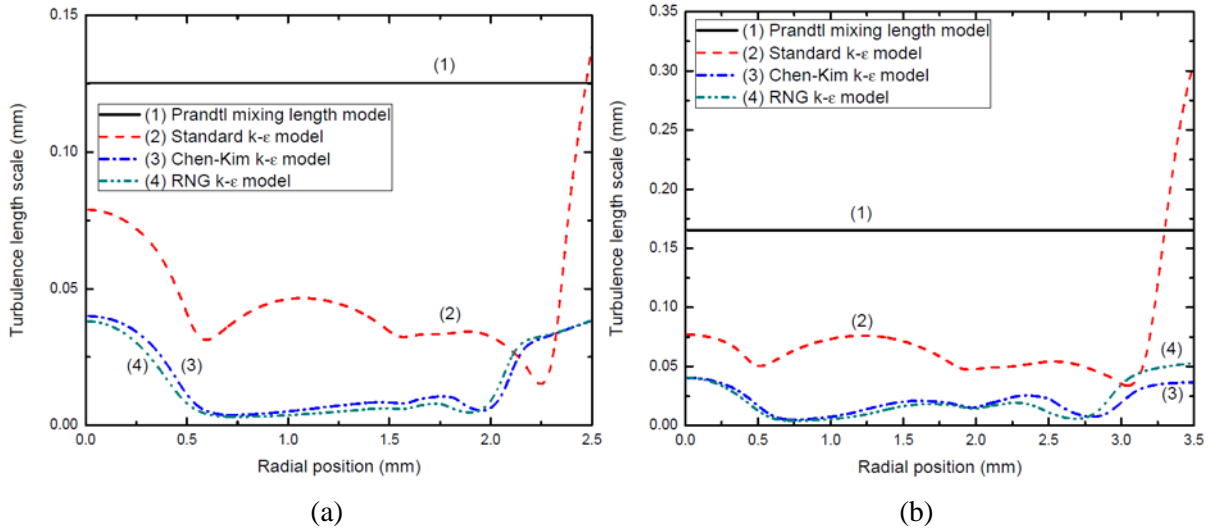 0.15
0.10
0.05
0.00
Turbulence length scale (mm)
(1)
(1) Prandtl mixing length model
(2) Standard k-ε model
(3) Chen-Kim k-ε model
(4) RNG k-ε model
(2)
(4)
(3)
0.0 0.5 1.0 1.5 2.0 2.5
Radial position (mm)
(a)
0.35
0.30
0.25
0.20
0.15
0.10
0.05
0.00
Turbulence length scale (mm)
(1) Prandtl mixing length model
(2) Standard k-ε model
(3) Chen-Kim k-ε model
(4) RNG k-ε model
(1)
(2)
(4)
(3)
0.0 0.5 1.0 1.5 2.0 2.5 3.0 3.5
Radial position (mm)
(b)